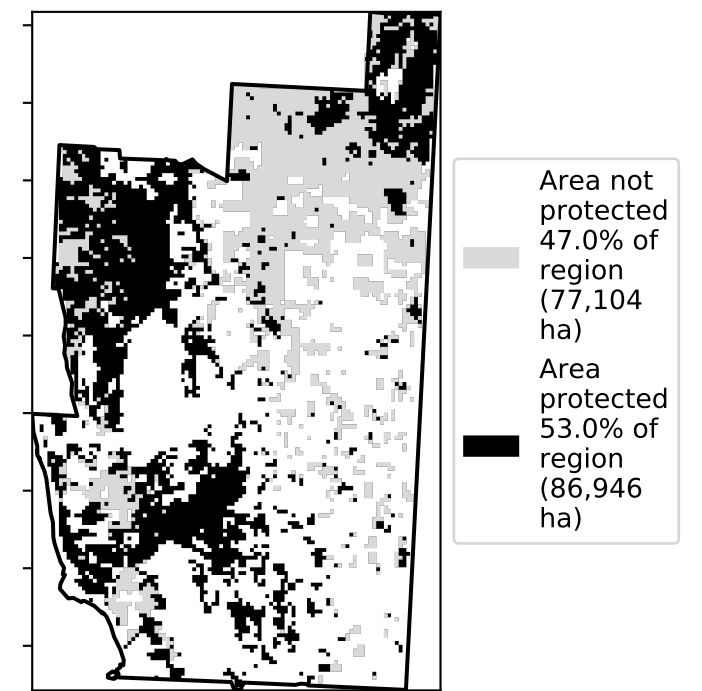 Area not
protected
47.0% of
region
(77,104
ha)
Area
protected
53.0% of
region
(86,946
ha)